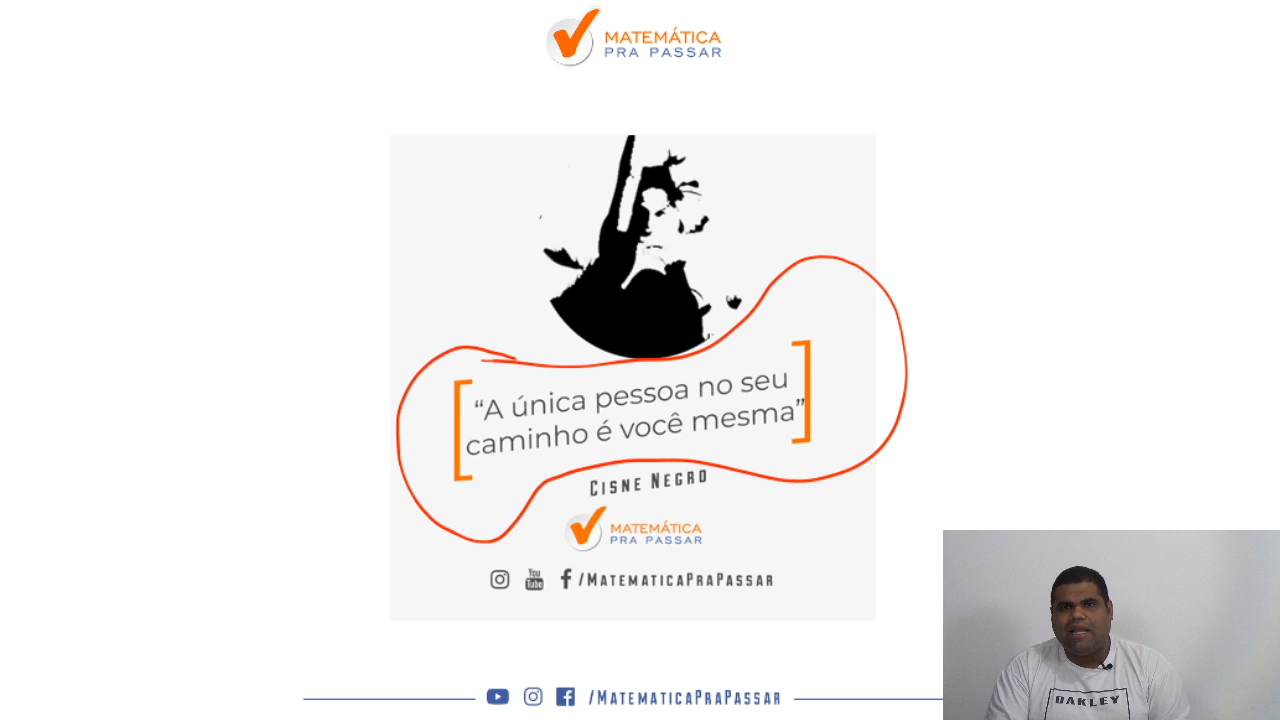 MATEMÁTICA
PRA PASSAR
“A única pessoa no seu
caminho é você mesma”
CISNE NEGRO
MATEMÁTICA
PRA PASSAR
You
Tube
/MATEMATICAPRAPASSAR
/MATEMATICAPRAPASSAR
OAKLEY